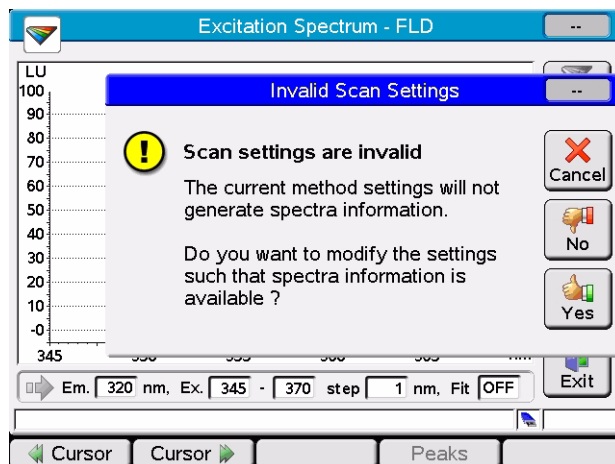 Excitation Spectrum - FLD
--
LU
100
90
80
70
60
50
40
30
20
10
-0
345
Invalid Scan Settings
--
Scan settings are invalid
The current method settings will not
generate spectra information.
Do you want to modify the settings
such that spectra information is
available ?
Cancel
No
Yes
Exit
Em. 320 nm, Ex. 345 - 370 step 1 nm, Fit OFF
Cursor
Cursor
Peaks